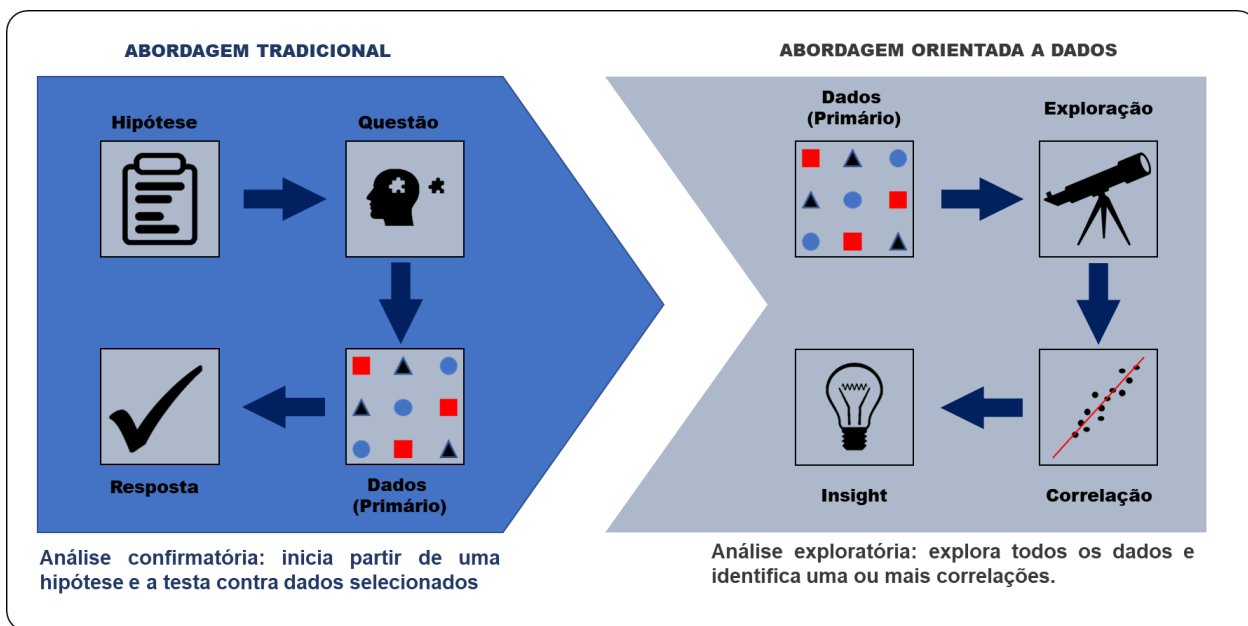 ABORDAGEM TRADICIONAL
Hipótese
Questão
Resposta
Dados
(Primário)
Análise confirmatória: inicia partir de uma
hipótese e a testa contra dados selecionados
ABORDAGEM ORIENTADA A DADOS
Dados
(Primário)
Exploração
Insight
Correlação
Análise exploratória: explora todos os dados e
identifica uma ou mais correlações.